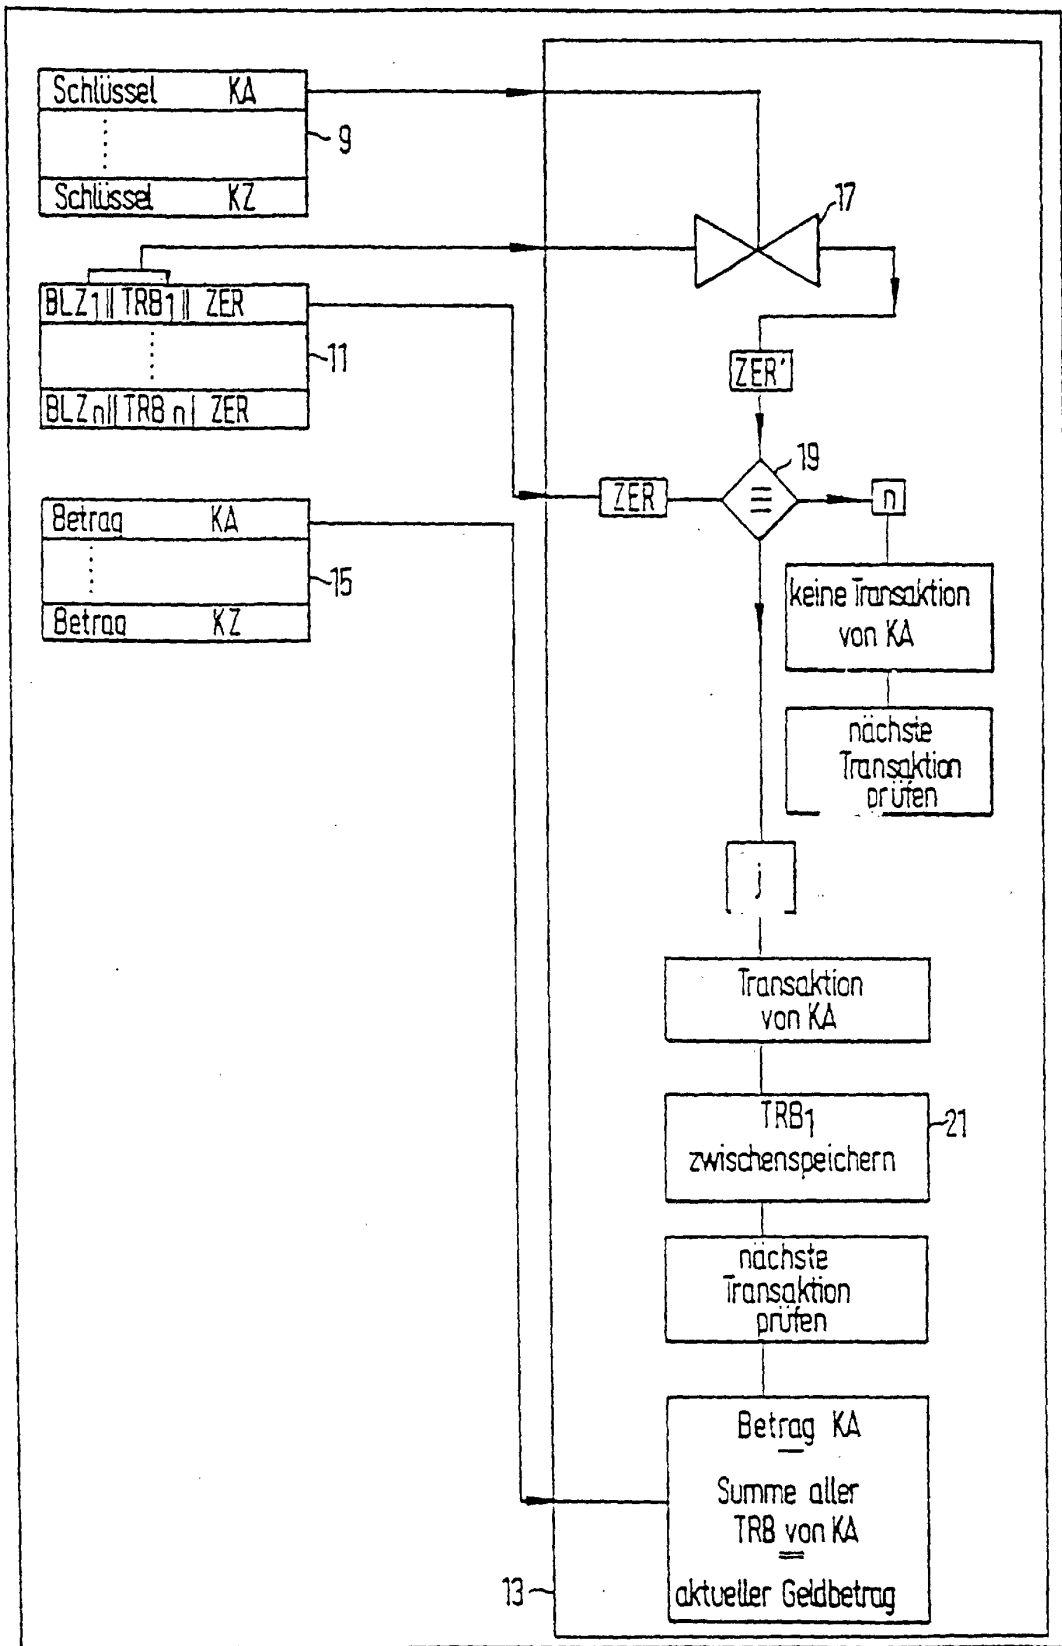 Schlüssel KA
9
Schlüssel KZ
17
BLZ1||TRB1|| ZER
11
BLZn||TRBn| ZER
ZER'
19
ZER
≡
n
Betrag KA
15
Betrag KZ
keine Transaktion
von KA
nächste
Transaktion
prüfen
j
Transaktion
von KA
TRB1
zwischenspeichern
21
nächste
Transaktion
prüfen
Betrag KA
–
Summe aller
TRB von KA
=
aktueller Geldbetrag
13